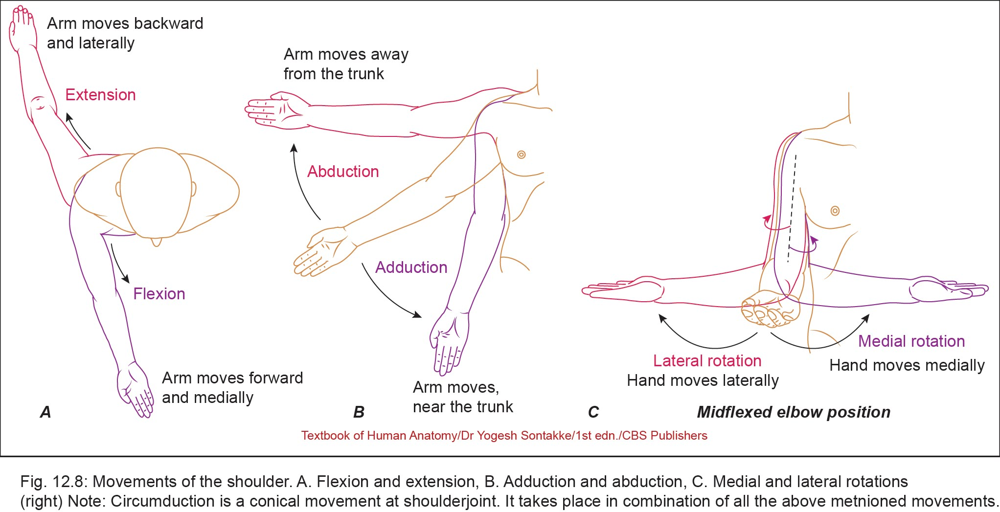 Arm moves backward
and laterally
Extension
Flexion
Arm moves forward
and medially
A
Arm moves away
from the trunk
Abduction
Adduction
Arm moves,
near the trunk
B
Lateral rotation
Hand moves laterally
Medial rotation
Hand moves medially
C
Midflexed elbow position
Textbook of Human Anatomy/Dr Yogesh Sontakke/1st edn./CBS Publishers
Fig. 12.8: Movements of the shoulder. A. Flexion and extension, B. Adduction and abduction, C. Medial and lateral rotations
(right) Note: Circumduction is a conical movement at shoulderjoint. It takes place in combination of all the above metnioned movements.